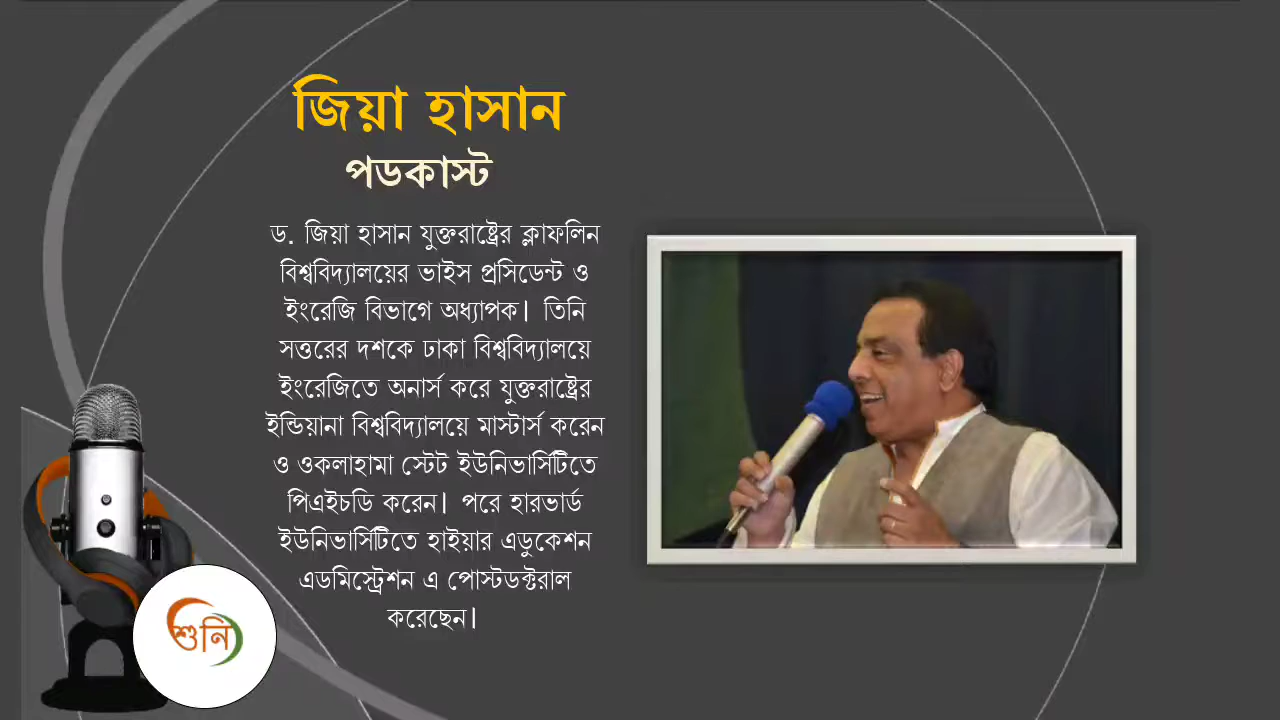 জিয়া হাসান
পডকাস্ট
ড. জিয়া হাসান যুক্তরাষ্ট্রের ক্লাফলিন
বিশ্ববিদ্যালয়ের ভাইস প্রসিডেন্ট ও
ইংরেজি বিভাগে অধ্যাপক। তিনি
সত্তরের দশকে ঢাকা বিশ্ববিদ্যালয়ে
ইংরেজিতে অনার্স করে যুক্তরাষ্ট্রের
ইন্ডিয়ানা বিশ্ববিদ্যালয়ে মাস্টার্স করেন
ও ওকলাহামা স্টেট ইউনিভার্সিটিতে
পিএইচডি করেন। পরে হারভার্ড
ইউনিভার্সিটিতে হাইয়ার এডুকেশন
এডমিস্ট্রেশন এ পোস্টডক্টরাল
করেছেন।
শুনি